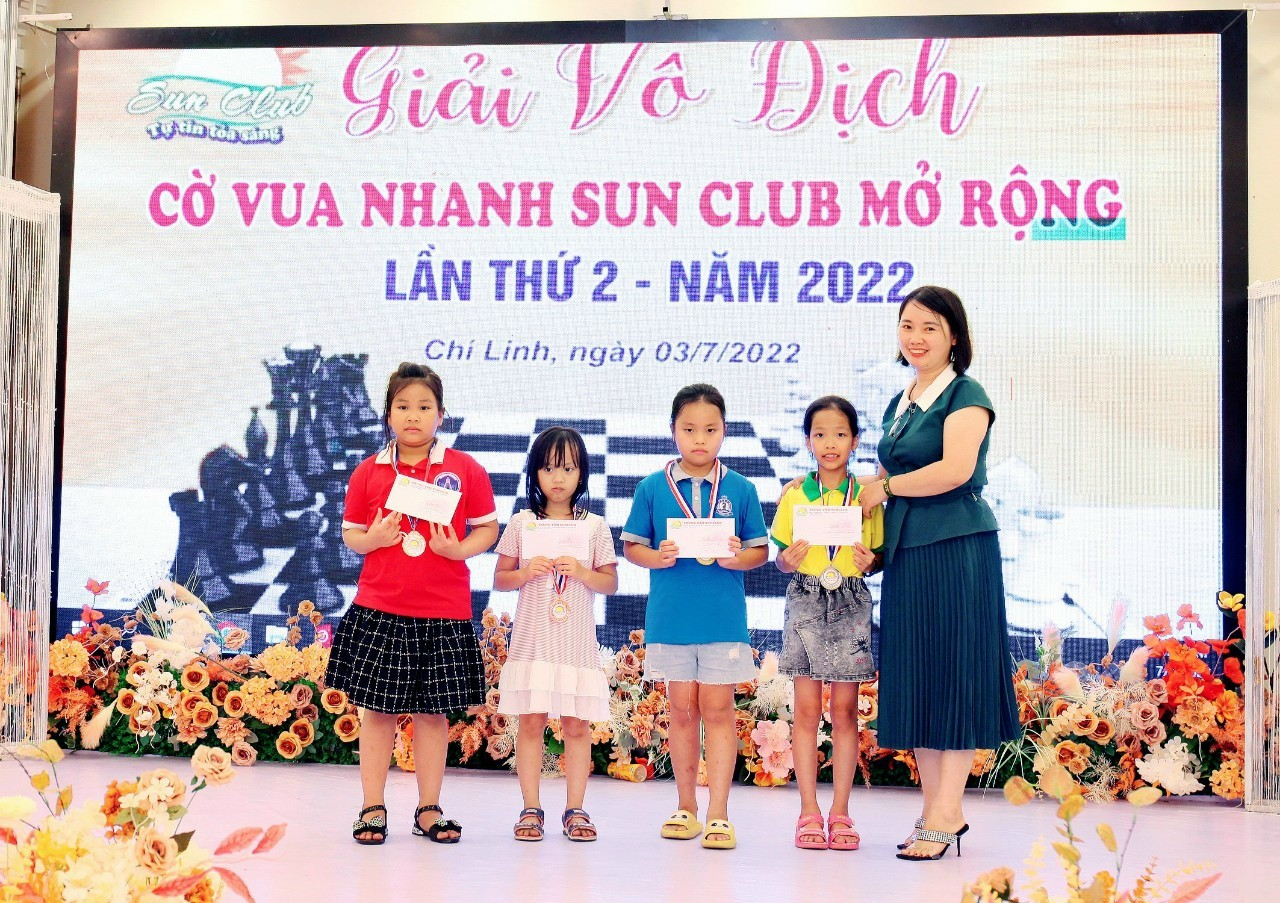 Sun Club
Tự tin tỏa sáng
Giải Vô Địch
CỜ VUA NHANH SUN CLUB MỞ RỘNG
LẦN THỨ 2 - NĂM 2022
Chí Linh, ngày 03/7/2022